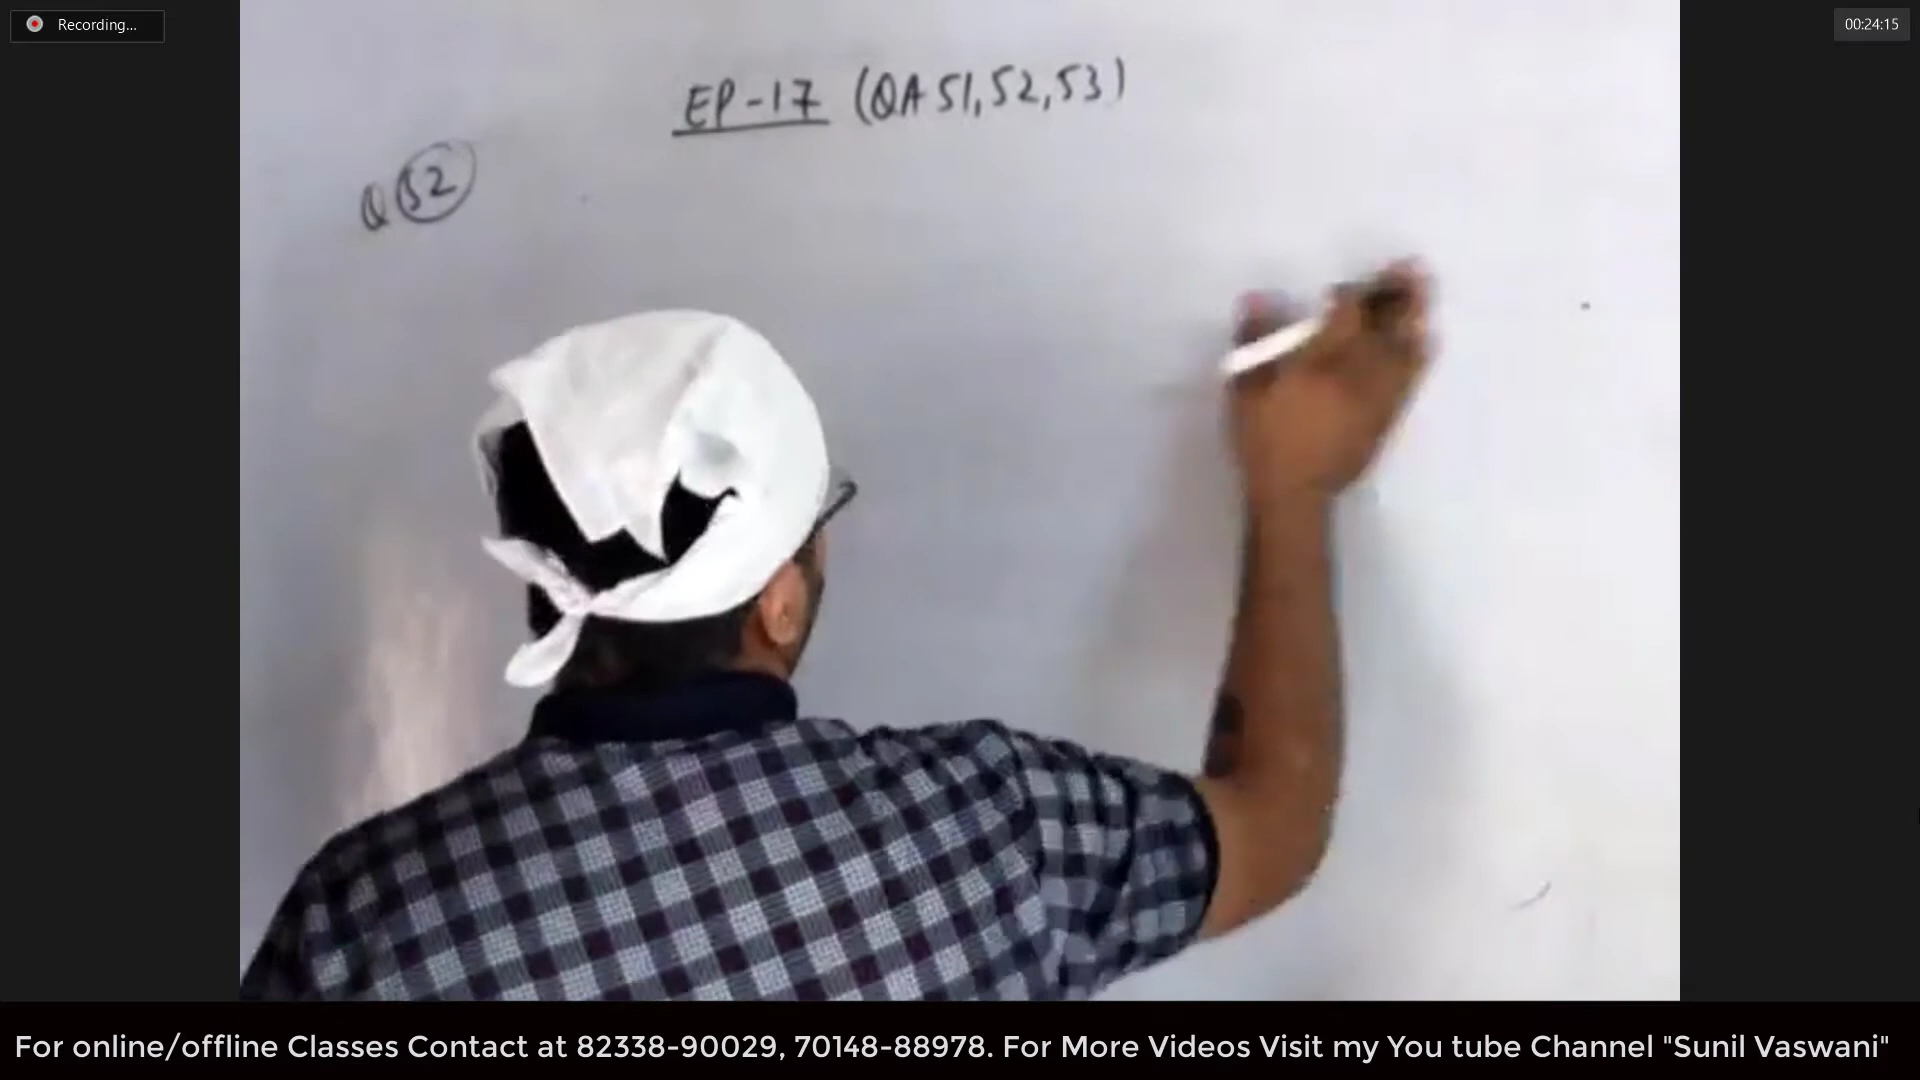 Recording...
00:24:15
EP-17 (QA 51, 52, 53)
Q 52
For online/offline Classes Contact at 82338-90029, 70148-88978. For More Videos Visit my You tube Channel "Sunil Vaswani"